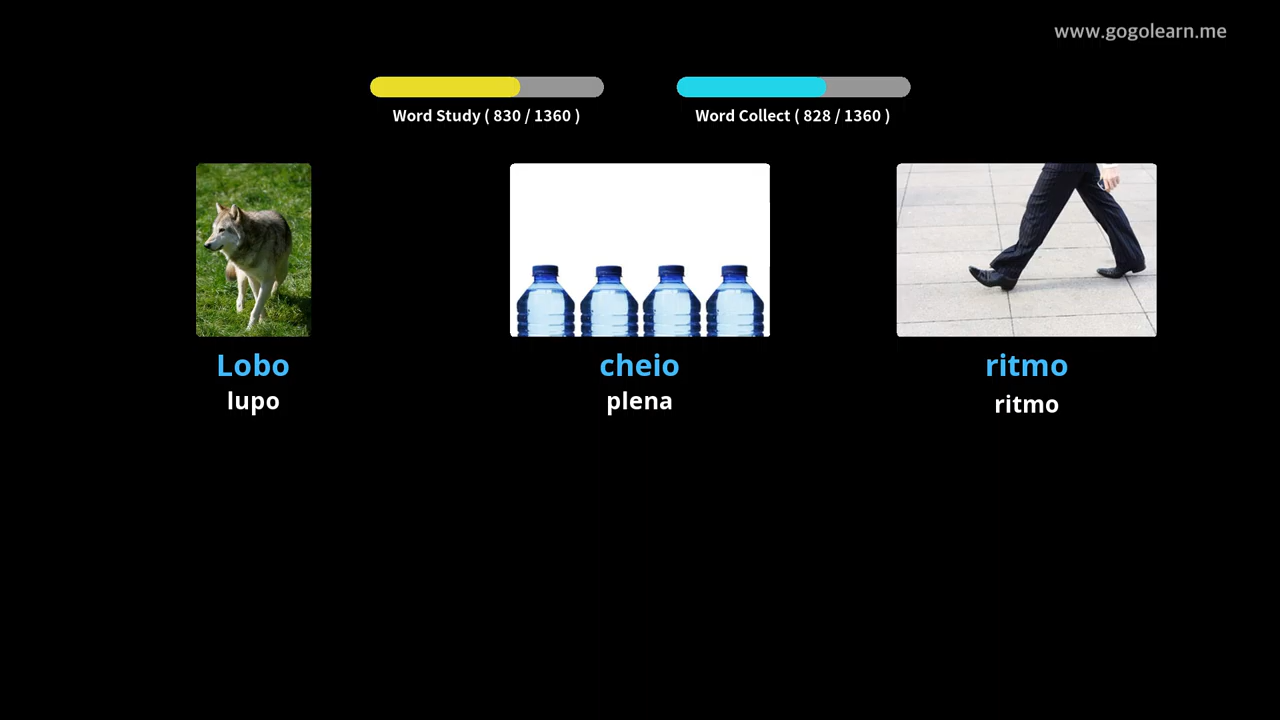 www.gogolearn.me
Word Study ( 830 / 1360 )
Word Collect ( 828 / 1360 )
Lobo
lupo
cheio
plena
ritmo
ritmo